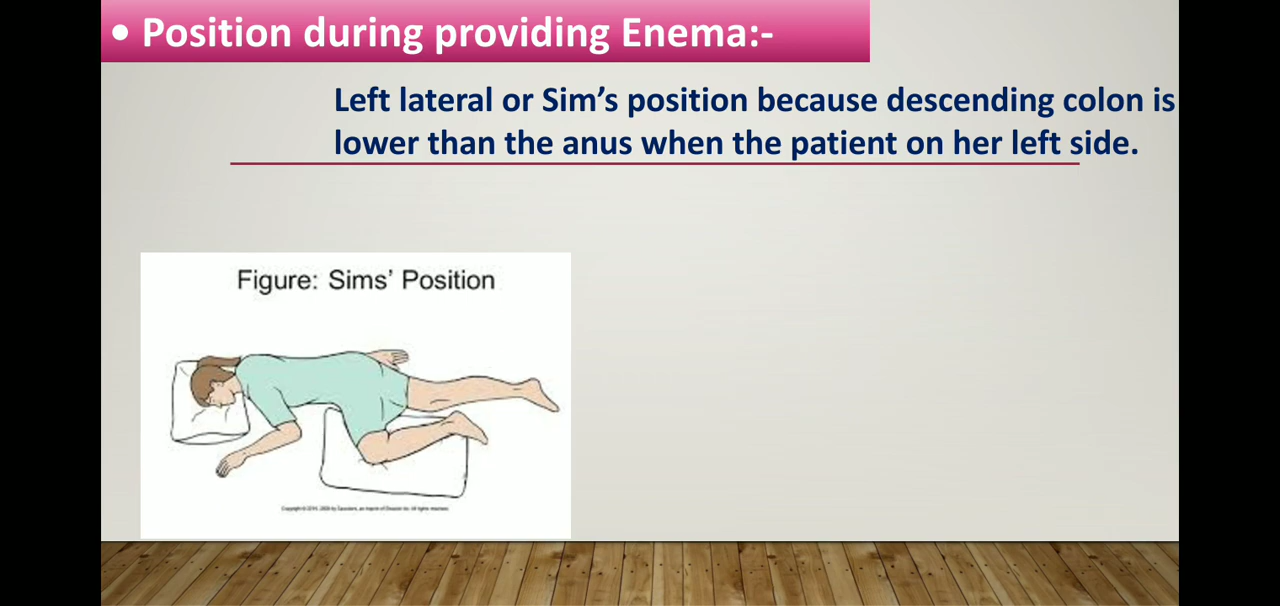 • Position during providing Enema:-
Left lateral or Sim’s position because descending colon is
lower than the anus when the patient on her left side.
Figure: Sims’ Position